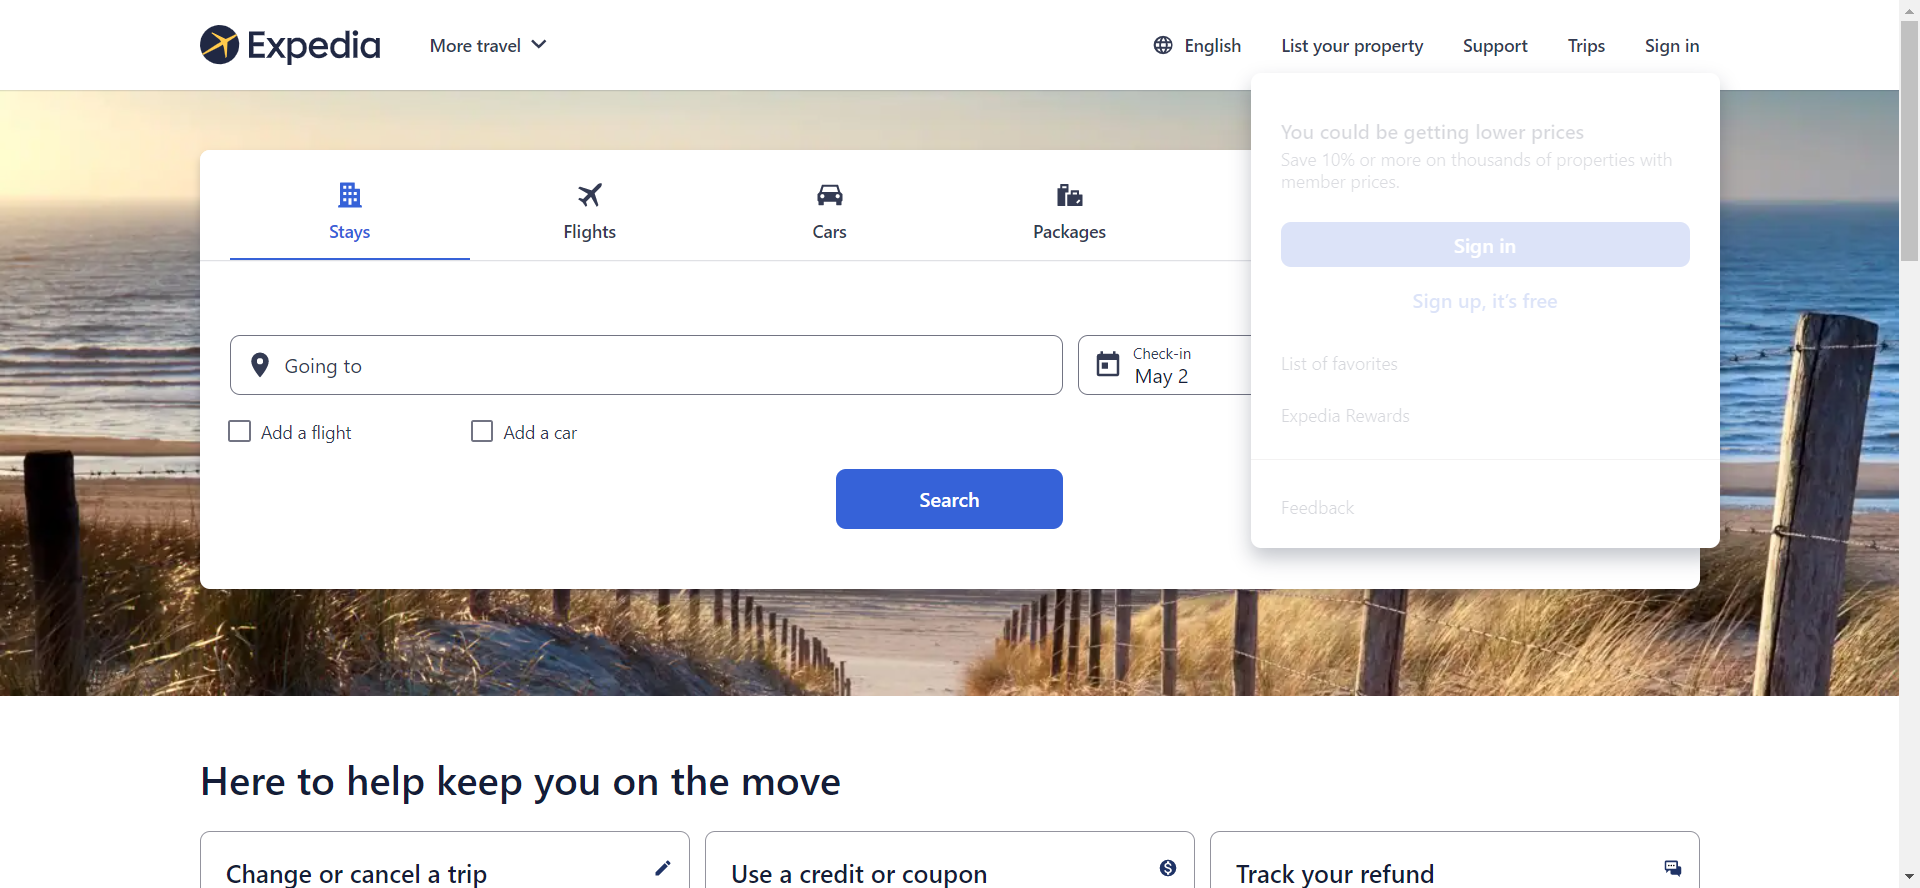 Expedia
More travel
English
List your property
Support
Trips
Sign in
You could be getting lower prices
Save 10% or more on thousands of properties with
member prices.
Sign in
Sign up, it's free
List of favorites
Expedia Rewards
Feedback
Stays
Flights
Cars
Packages
Going to
Check-in
May 2
Add a flight
Add a car
Search
Here to help keep you on the move
Change or cancel a trip
Use a credit or coupon
Track your refund